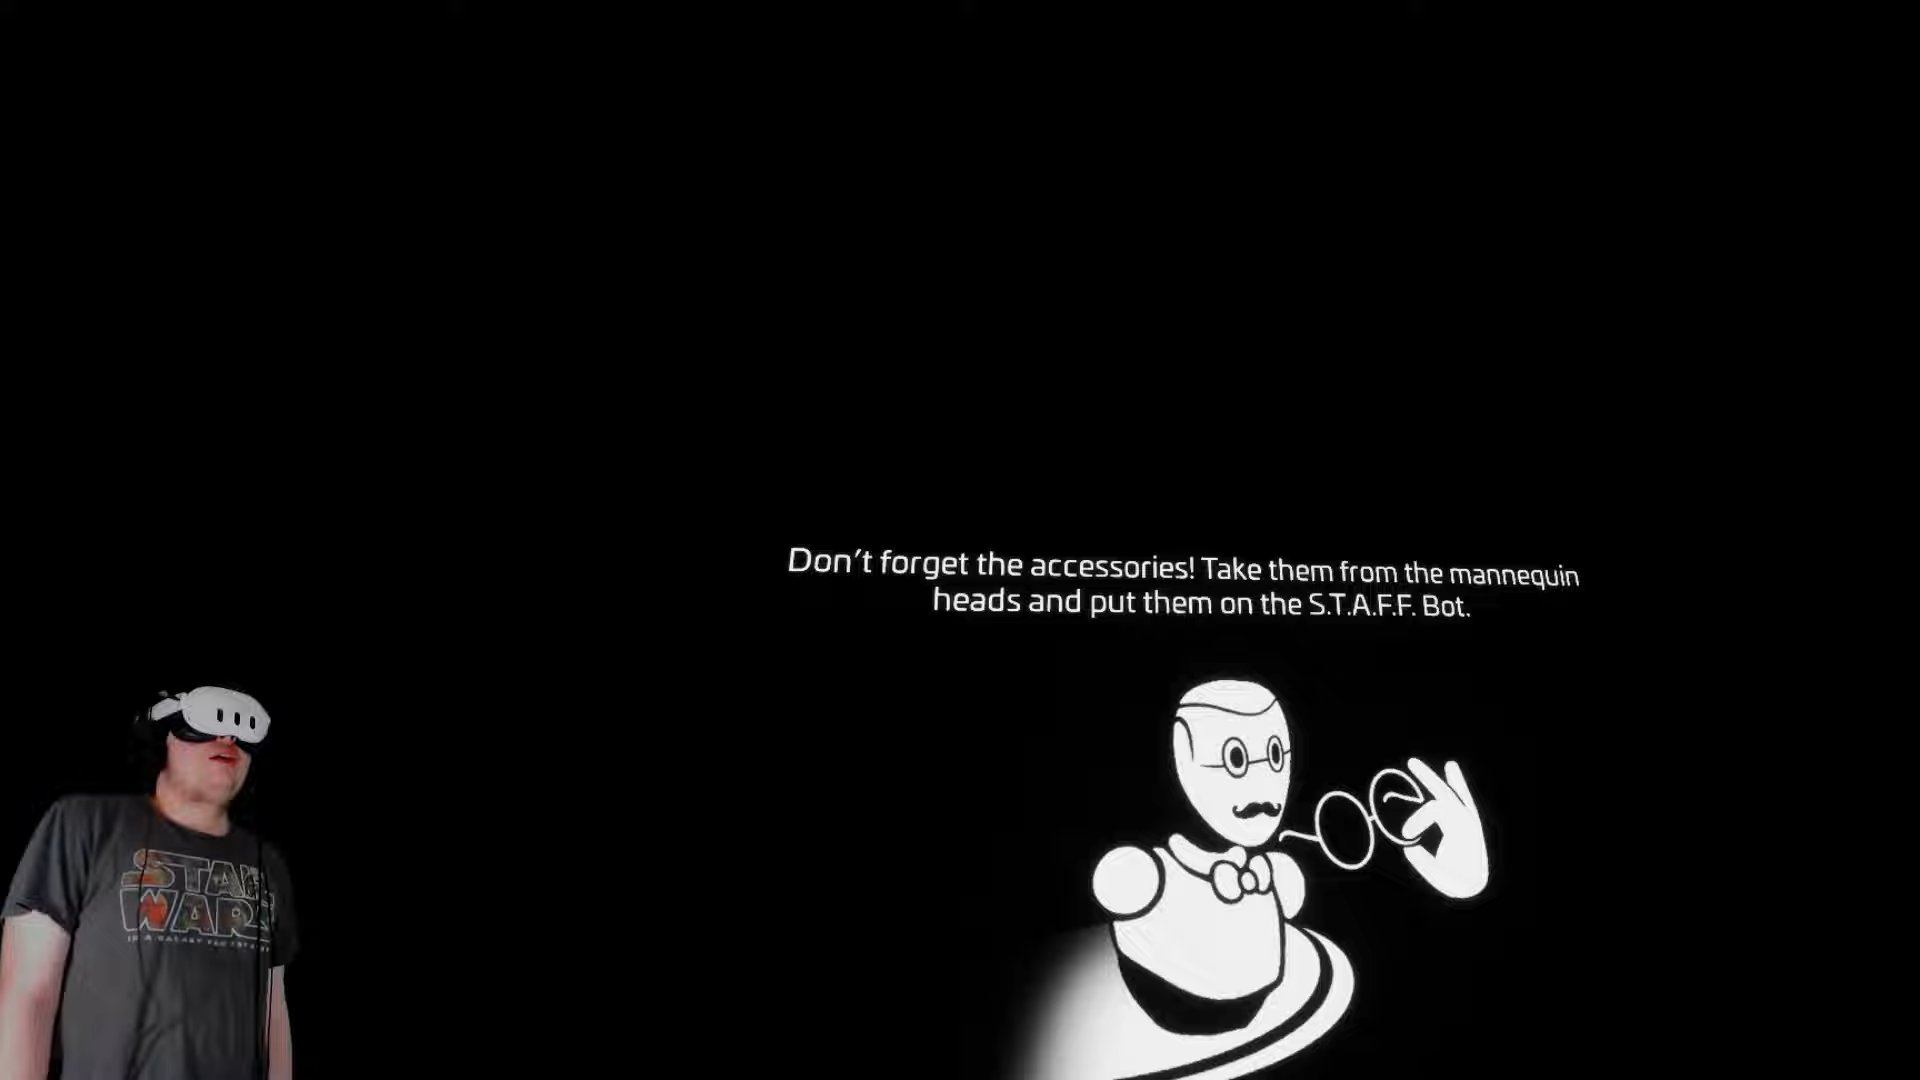 Don't forget the accessories! Take them from the mannequin
heads and put them on the S.T.A.F.F. Bot.
STAR
WARS